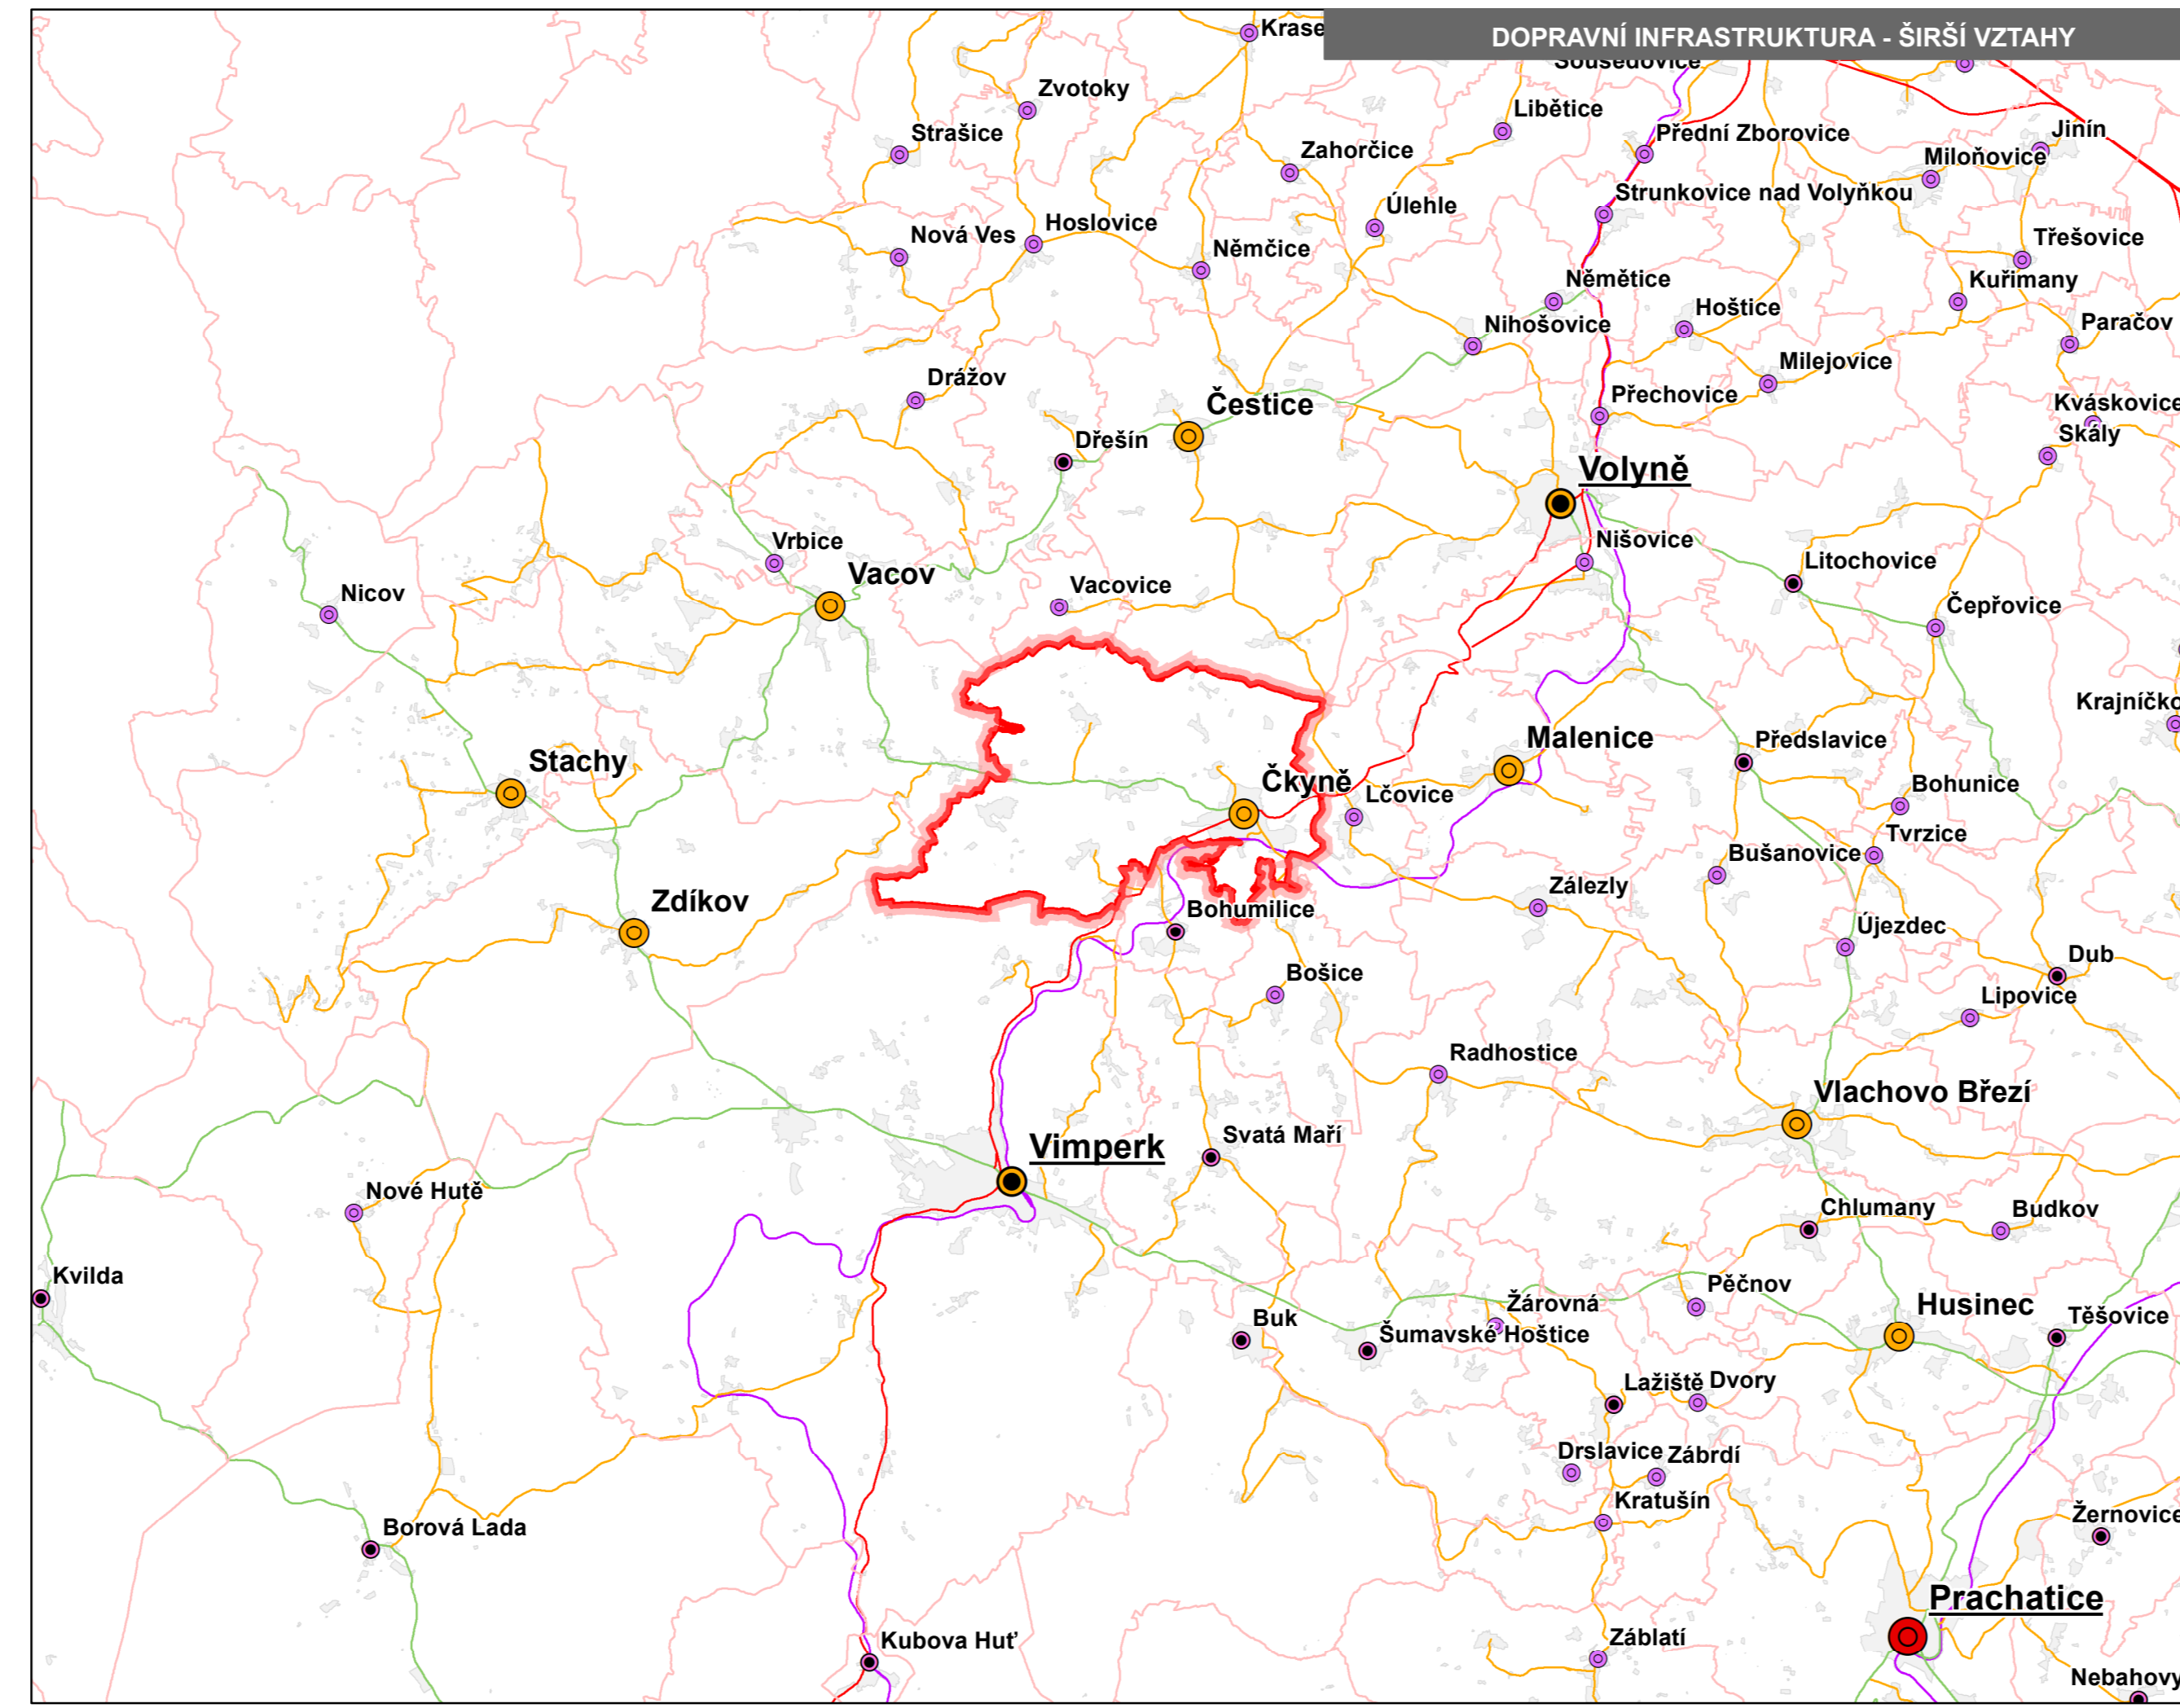 DOPRAVNÍ INFRASTRUKTURA - ŠIRŠÍ VZTAHY
Krase
Sousedovice
Zvotoky
Libětice
Strašice
Přední Zborovice
Jinín
Zahorčice
Miloňovice
Strunkovice nad Volyňkou
Úlehle
Hoslovice
Nová Ves
Němčice
Třešovice
Němětice
Kuřimany
Hoštice
Nihošovice
Paračov
Milejovice
Drážov
Přechovice
Čestice
Kváskovice
Dřešín
Skály
Volyně
Vrbice
Nišovice
Litochovice
Vacov
Vacovice
Nicov
Čepřovice
Krajníčko
Malenice
Předslavice
Stachy
Čkyně
Bohunice
Lčovice
Tvrzice
Bušanovice
Zálezly
Zdíkov
Bohumilice
Újezdec
Dub
Bošice
Lipovice
Radhostice
Vlachovo Březí
Svatá Maří
Vimperk
Nové Hutě
Chlumany
Budkov
Kvilda
Pěčnov
Žárovná
Husinec
Buk
Těšovice
Šumavské Hoštice
Lažiště
Dvory
Drslavice
Zábrdí
Kratušín
Borová Lada
Žernovice
Prachatice
Kubova Huť
Záblatí
Nebahovy